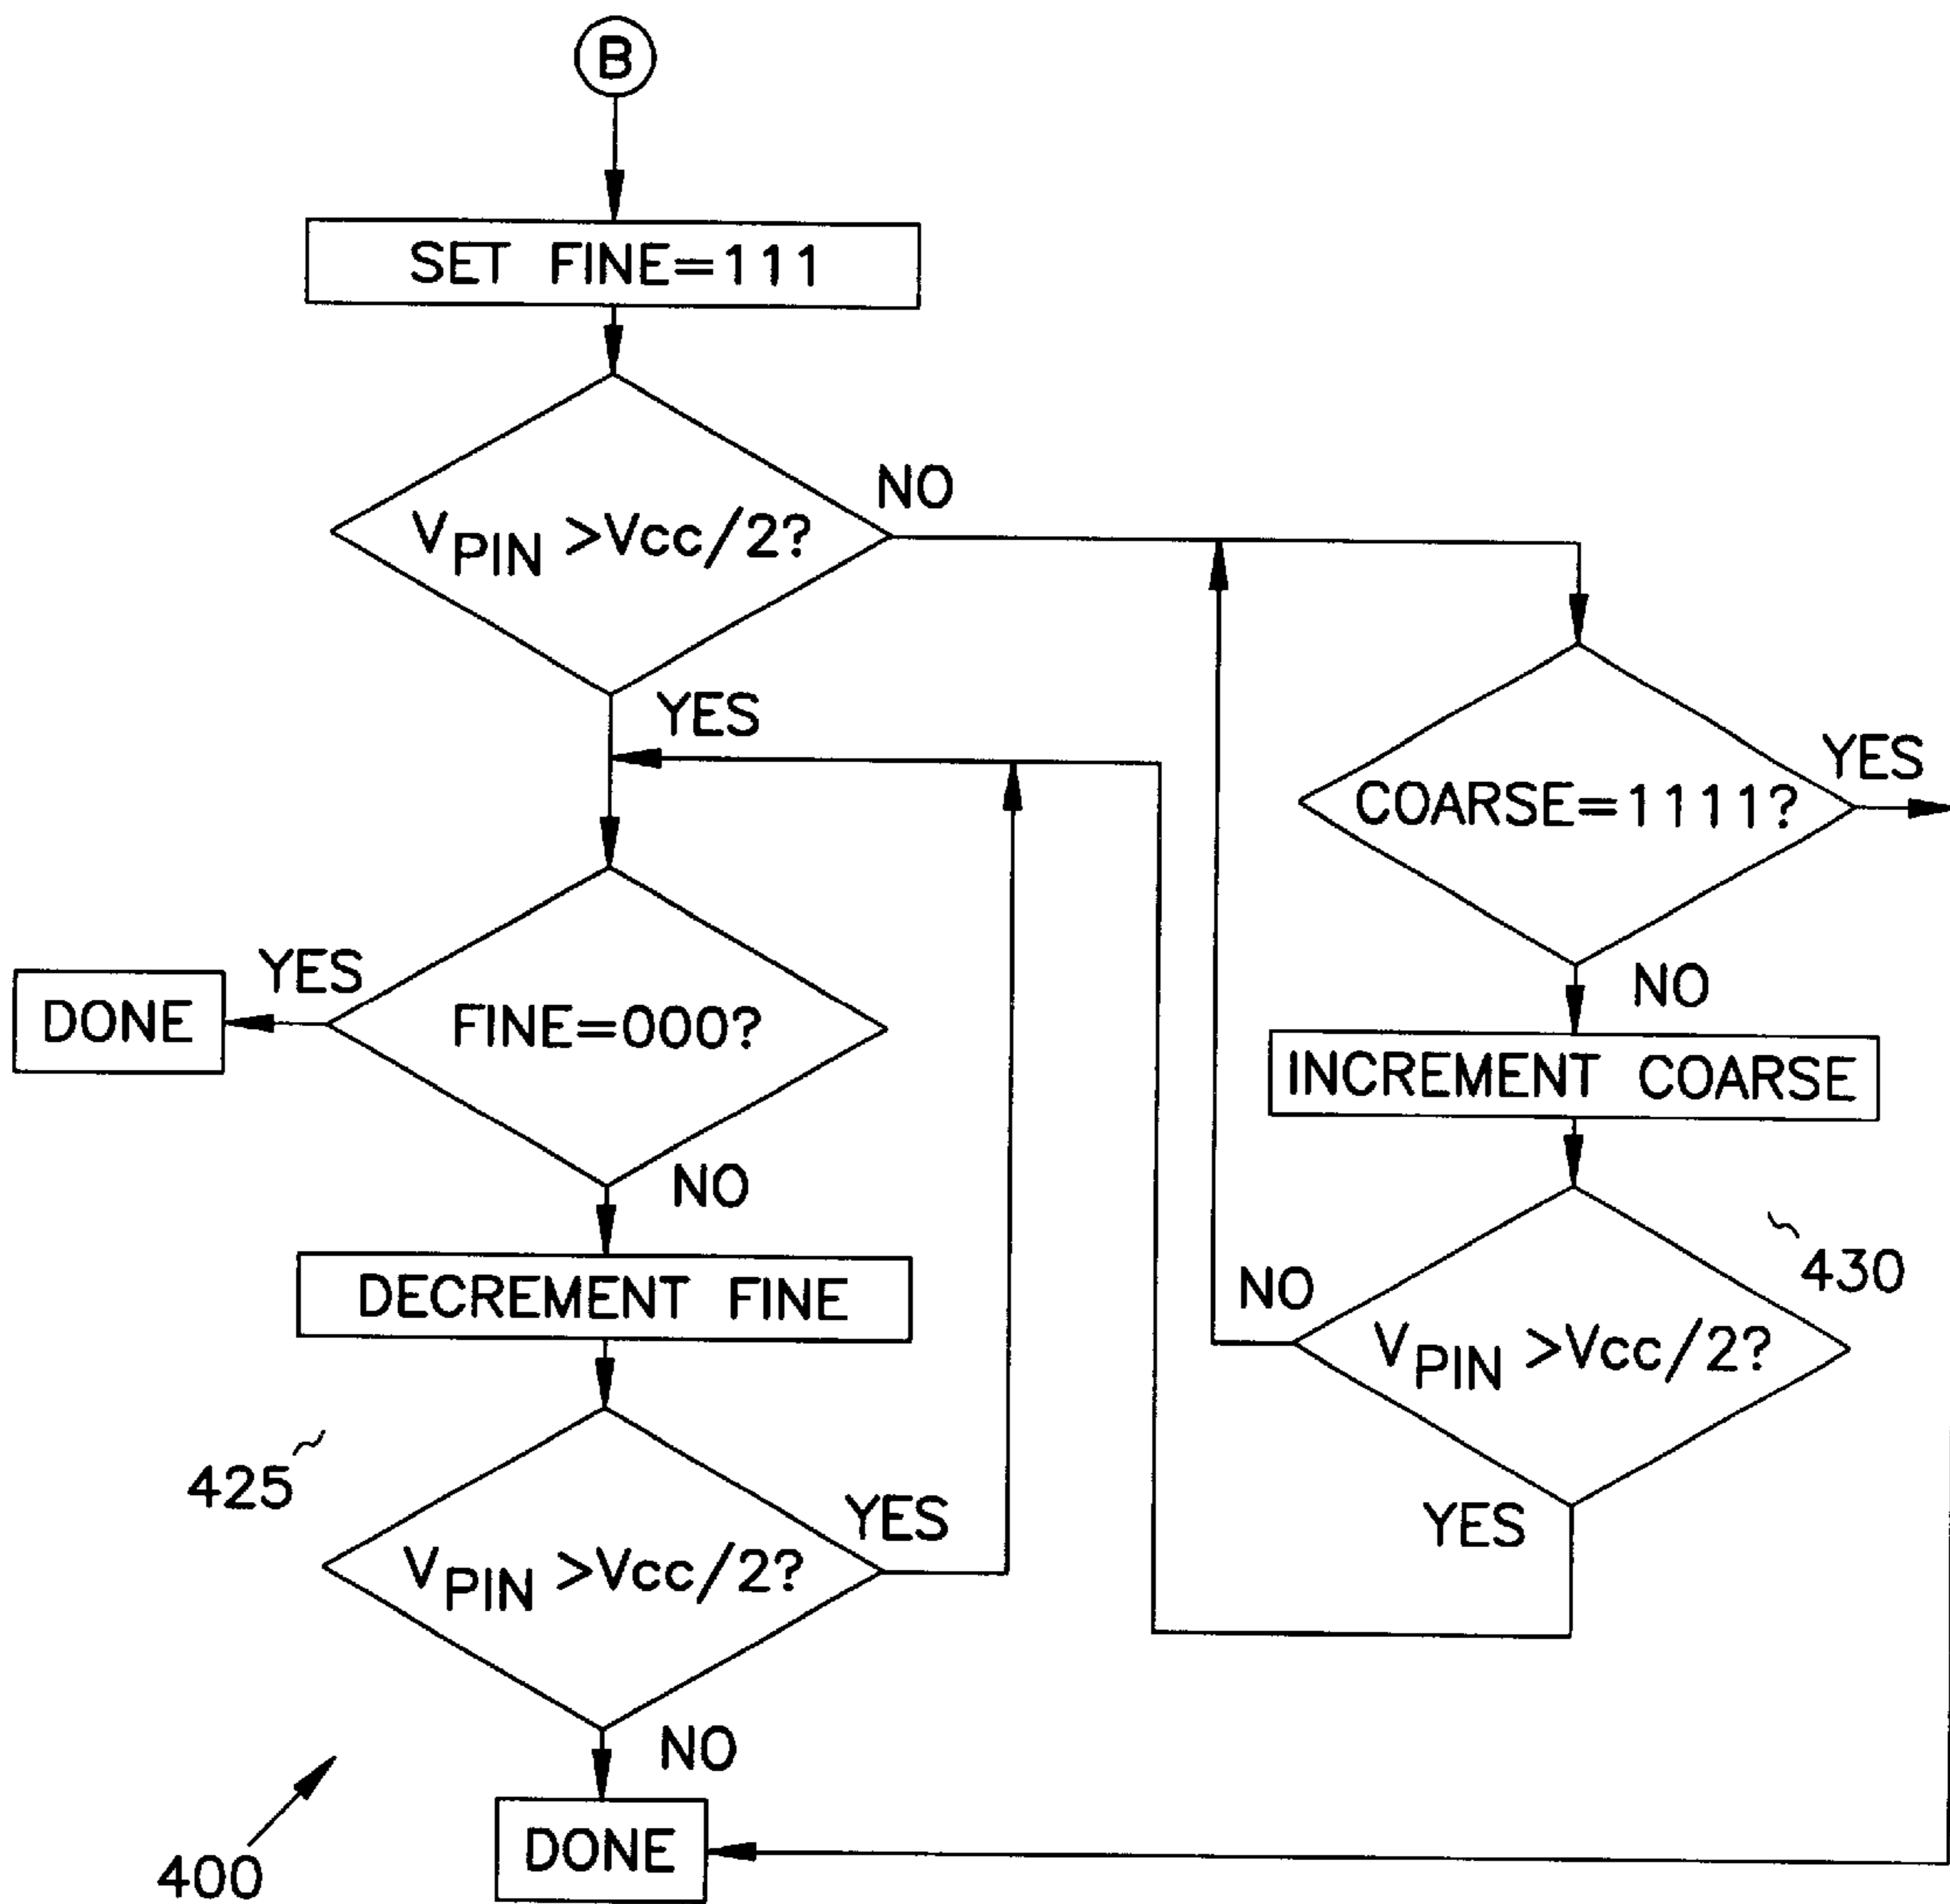 B
SET FINE=111
VPIN >Vcc/2?
NO
YES
COARSE=1111?
YES
NO
INCREMENT COARSE
VPIN >Vcc/2?
430
NO
YES
FINE=000?
YES
DONE
NO
DECREMENT FINE
425
VPIN >Vcc/2?
YES
NO
DONE
400